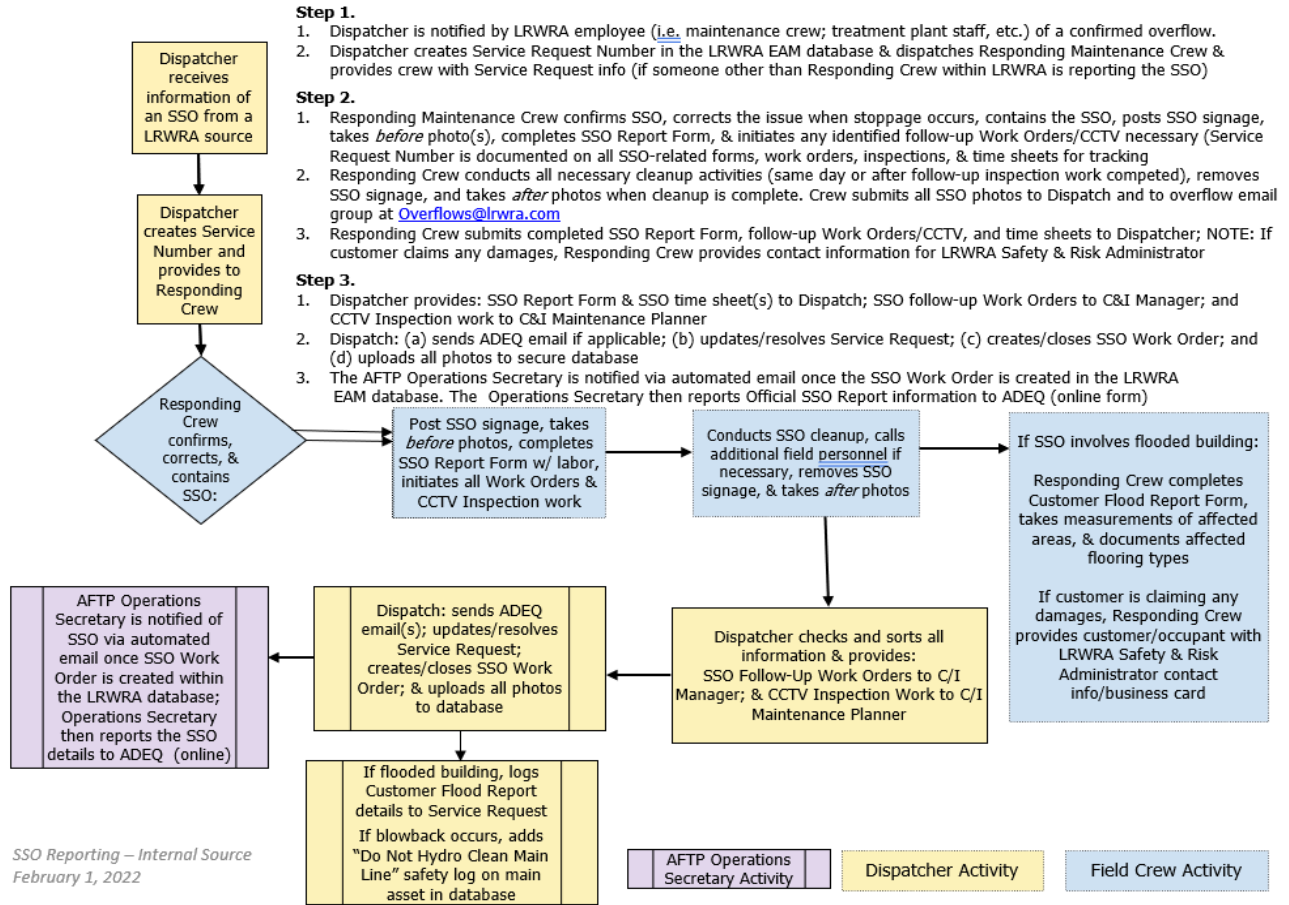 Step 1.
1. Dispatcher is notified by LRWRA employee (i.e. maintenance crew; treatment plant staff, etc.) of a confirmed overflow.
2. Dispatcher creates Service Request Number in the LRWRA EAM database & dispatches Responding Maintenance Crew &
provides crew with Service Request info (if someone other than Responding Crew within LRWRA is reporting the SSO)
Step 2.
1. Responding Maintenance Crew confirms SSO, corrects the issue when stoppage occurs, contains the SSO, posts SSO signage,
takes before photo(s), completes SSO Report Form, & initiates any identified follow-up Work Orders/CCTV necessary (Service
Request Number is documented on all SSO-related forms, work orders, inspections, & time sheets for tracking
2. Responding Crew conducts all necessary cleanup activities (same day or after follow-up inspection work competed), removes
SSO signage, and takes after photos when cleanup is complete. Crew submits all SSO photos to Dispatch and to overflow email
group at Overflows@lrwra.com
3. Responding Crew submits completed SSO Report Form, follow-up Work Orders/CCTV, and time sheets to Dispatcher; NOTE: If
customer claims any damages, Responding Crew provides contact information for LRWRA Safety & Risk Administrator
Step 3.
1. Dispatcher provides: SSO Report Form & SSO time sheet(s) to Dispatch; SSO follow-up Work Orders to C&I Manager; and
CCTV Inspection work to C&I Maintenance Planner
2. Dispatch: (a) sends ADEQ email if applicable; (b) updates/resolves Service Request; (c) creates/closes SSO Work Order; and
(d) uploads all photos to secure database
3. The AFTP Operations Secretary is notified via automated email once the SSO Work Order is created in the LRWRA
EAM database. The Operations Secretary then reports Official SSO Report information to ADEQ (online form)
Dispatcher
receives
information of
an SSO from a
LRWRA source
Dispatcher
creates Service
Number and
provides to
Responding
Crew
Responding
Crew
confirms,
corrects, &
contains
SSO:
Post SSO signage, takes
before photos, completes
SSO Report Form w/ labor,
initiates all Work Orders &
CCTV Inspection work
Conducts SSO cleanup, calls
additional field personnel if
necessary, removes SSO
signage, & takes after photos
If SSO involves flooded building:
Responding Crew completes
Customer Flood Report Form,
takes measurements of affected
areas, & documents affected
flooring types
If customer is claiming any
damages, Responding Crew
provides customer/occupant with
LRWRA Safety & Risk
Administrator contact
info/business card
AFTP Operations
Secretary is notified of
SSO via automated
email once SSO Work
Order is created within
the LRWRA database;
Operations Secretary
then reports the SSO
details to ADEQ (online)
Dispatch: sends ADEQ
email(s); updates/resolves
Service Request;
creates/closes SSO Work
Order; & uploads all photos
to database
Dispatcher checks and sorts all
information & provides:
SSO Follow-Up Work Orders to C/I
Manager; & CCTV Inspection Work to C/I
Maintenance Planner
If flooded building, logs
Customer Flood Report
details to Service Request
If blowback occurs, adds
“Do Not Hydro Clean Main
Line” safety log on main
asset in database
SSO Reporting – Internal Source
February 1, 2022
AFTP Operations
Secretary Activity
Dispatcher Activity
Field Crew Activity